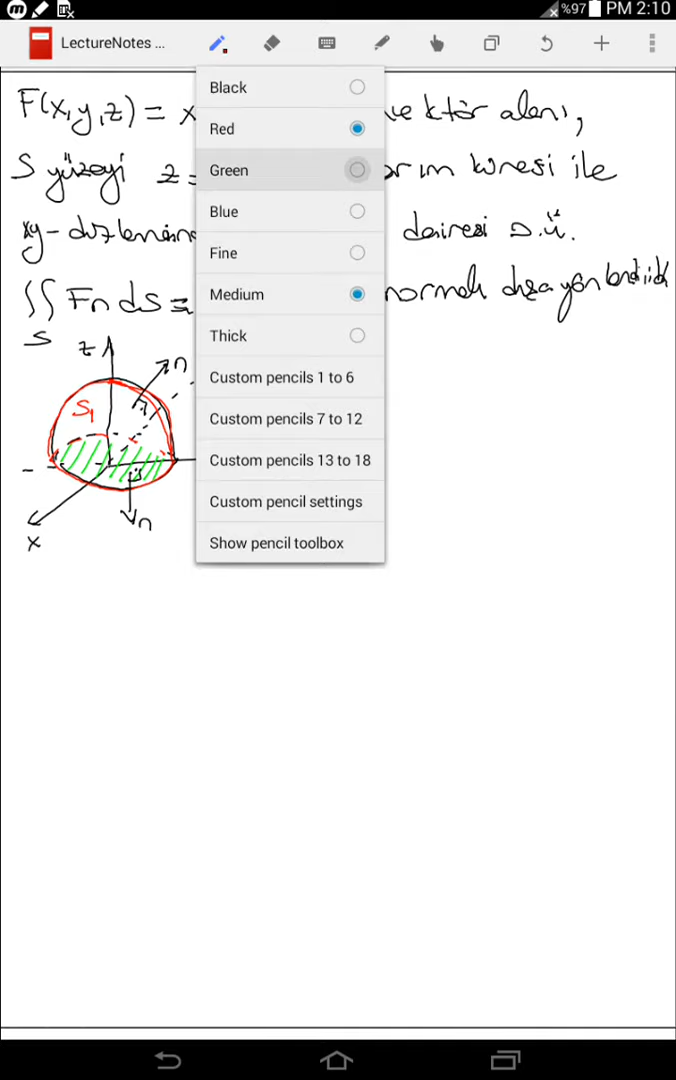 %97 PM 2:10
LectureNotes ...
Black
Red
Green
Blue
Fine
Medium
Thick
Custom pencils 1 to 6
Custom pencils 7 to 12
Custom pencils 13 to 18
Custom pencil settings
Show pencil toolbox
F(x,y,z) = x vektör alanı,
S yüzeyi z = küresi ile
xy-düzleminin dairesi D.Ü.
∬ Fn dS = normali dışa
S
z
n
S1
n
x